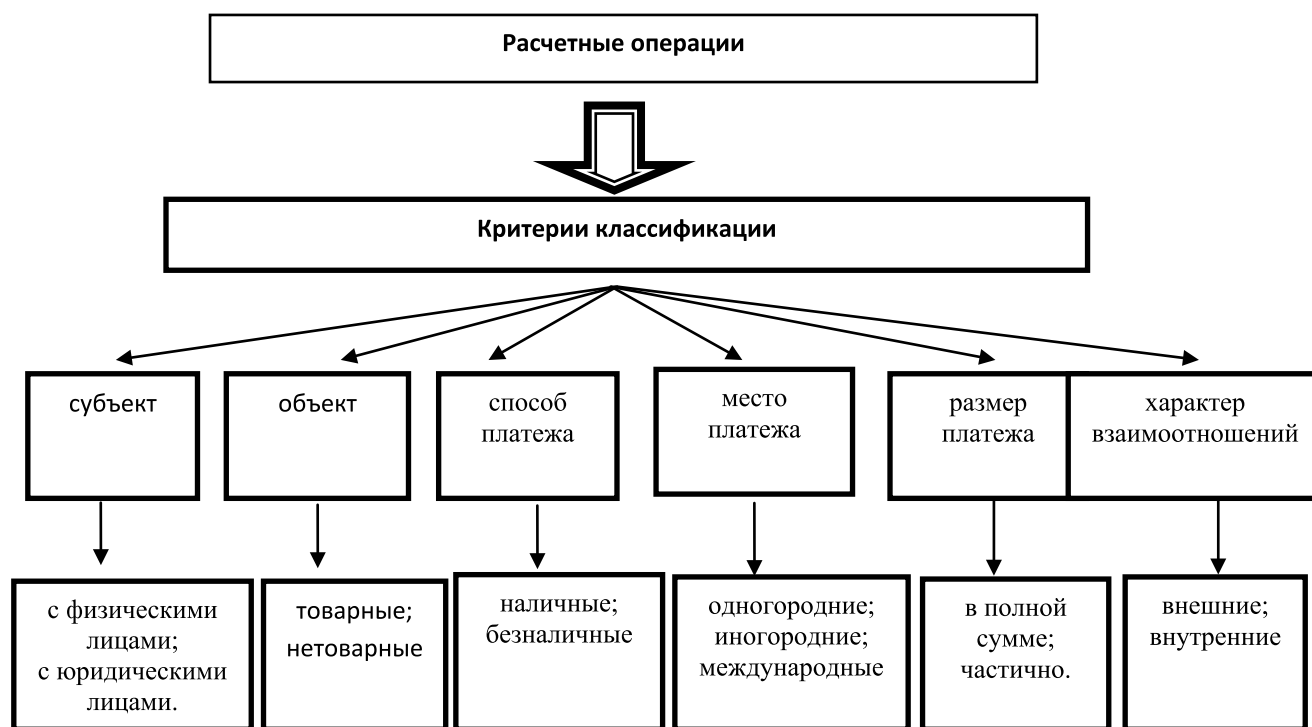 Расчетные операции
Критерии классификации
субъект
объект
способ
платежа
место
платежа
размер
платежа
характер
взаимоотношений
с физическими
лицами;
с юридическими
лицами.
товарные;
нетоварные
наличные;
безналичные
одногородние;
иногородние;
международные
в полной
сумме;
частично.
внешние;
внутренние